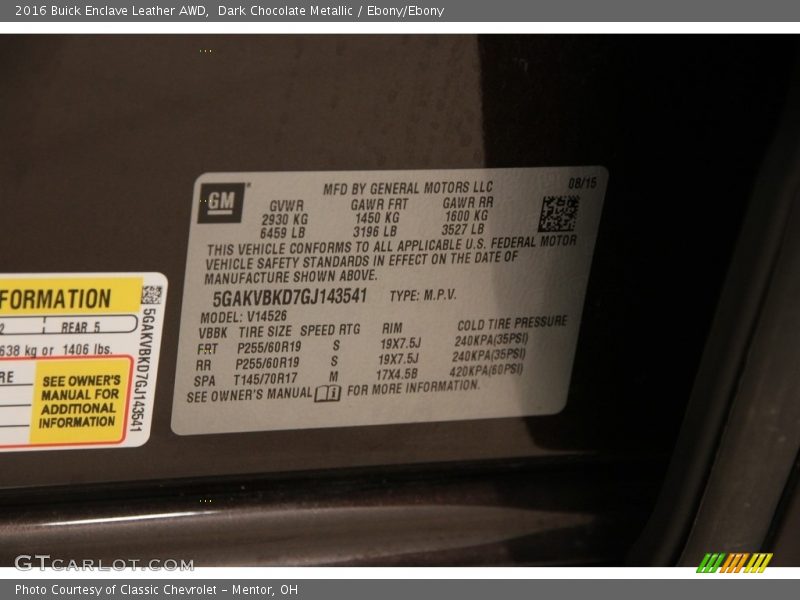 2016 Buick Enclave Leather AWD, Dark Chocolate Metallic / Ebony/Ebony
GM
MFD BY GENERAL MOTORS LLC 08/15
GVWR GAWR FRT GAWR RR
2930 KG 1450 KG 1600 KG
6459 LB 3196 LB 3527 LB
THIS VEHICLE CONFORMS TO ALL APPLICABLE U.S. FEDERAL MOTOR
VEHICLE SAFETY STANDARDS IN EFFECT ON THE DATE OF
MANUFACTURE SHOWN ABOVE.
5GAKVBKD7GJ143541 TYPE: M.P.V.
MODEL: V14526
VBBK TIRE SIZE SPEED RTG RIM COLD TIRE PRESSURE
FRT P255/60R19 S 19X7.5J 240KPA(35PSI)
RR P255/60R19 S 19X7.5J 240KPA(35PSI)
SPA T145/70R17 M 17X4.5B 420KPA(60PSI)
SEE OWNER'S MANUAL FOR MORE INFORMATION.
FORMATION
2 REAR 5
638 kg or 1406 lbs.
RE
SEE OWNER'S
MANUAL FOR
ADDITIONAL
INFORMATION
5GAKVBKD7GJ143541
GTCARLOT.COM
Photo Courtesy of Classic Chevrolet - Mentor, OH